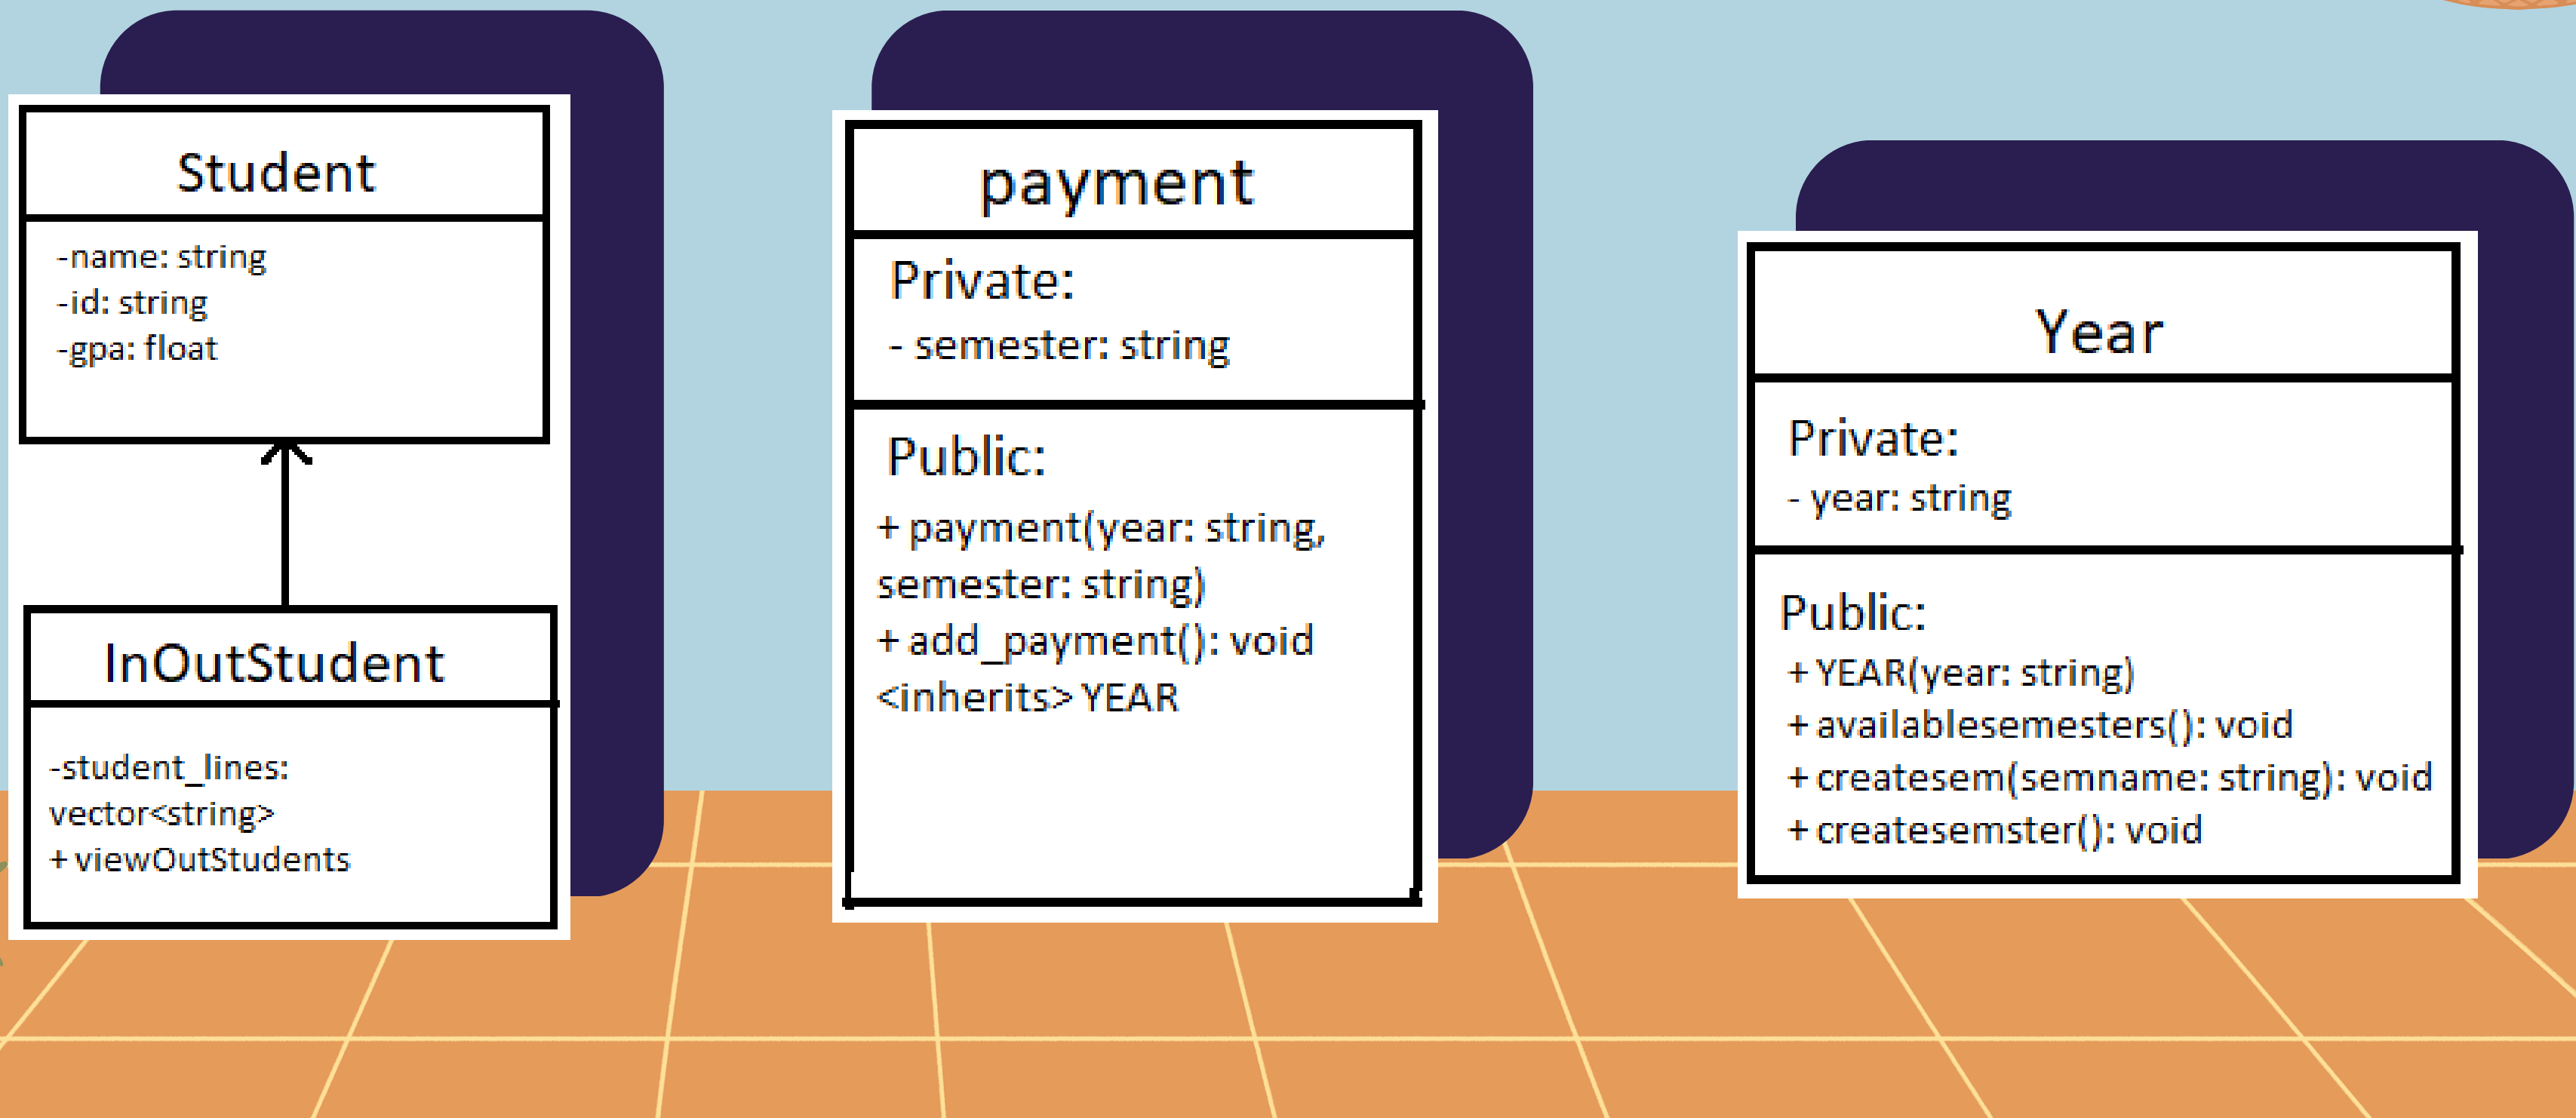 Student
-name: string
-id: string
-gpa: float
InOutStudent
-student_lines:
vector<string>
+ viewOutStudents
payment
Private:
- semester: string
Public:
+ payment(year: string,
semester: string)
+ add_payment(): void
<inherits> YEAR
Year
Private:
- year: string
Public:
+ YEAR(year: string)
+ availablesemesters(): void
+ createsem(semname: string): void
+ createsemster(): void